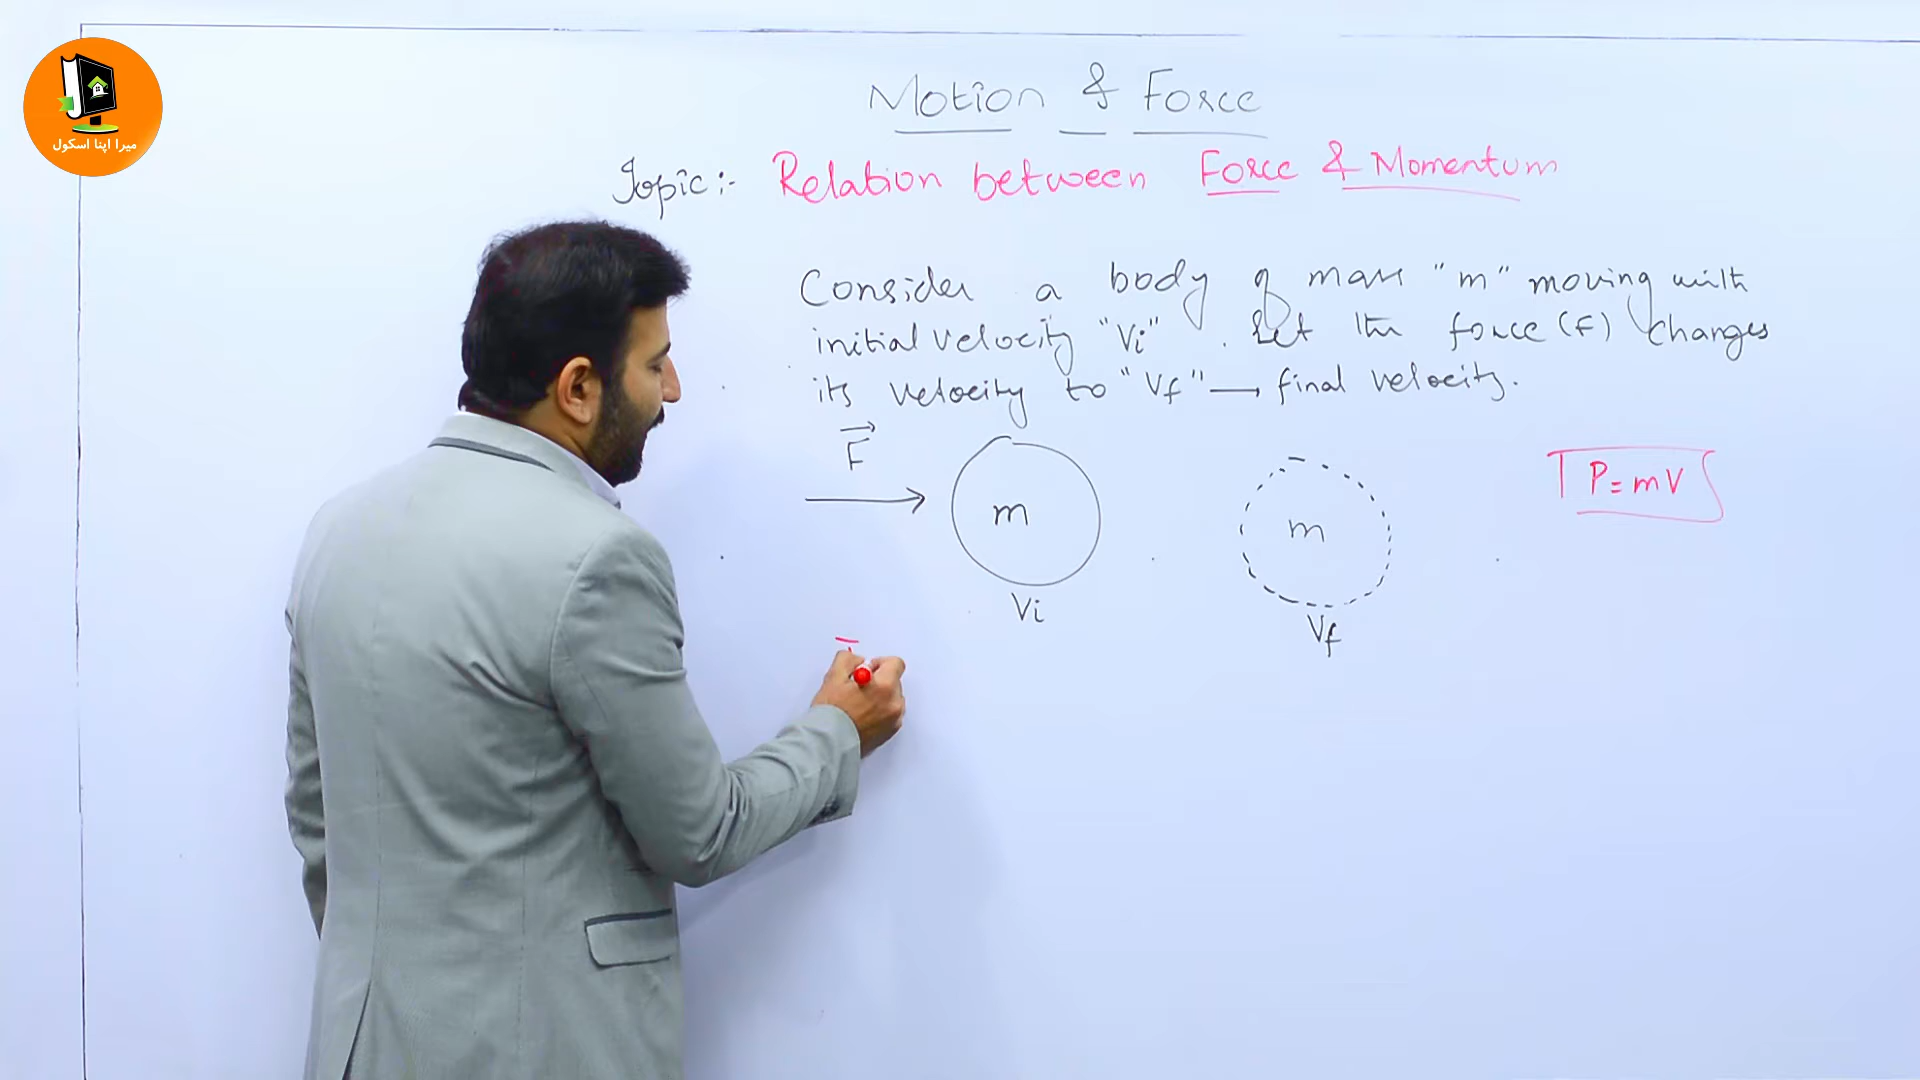 میرا اپنا اسکول
Motion & Force
Topic:- Relation between Force & Momentum
Consider a body of mass "m" moving with
initial velocity "Vi". Let the force (F) changes
its velocity to "Vf" → final velocity.
F
m
m
P = mV
Vi
Vf